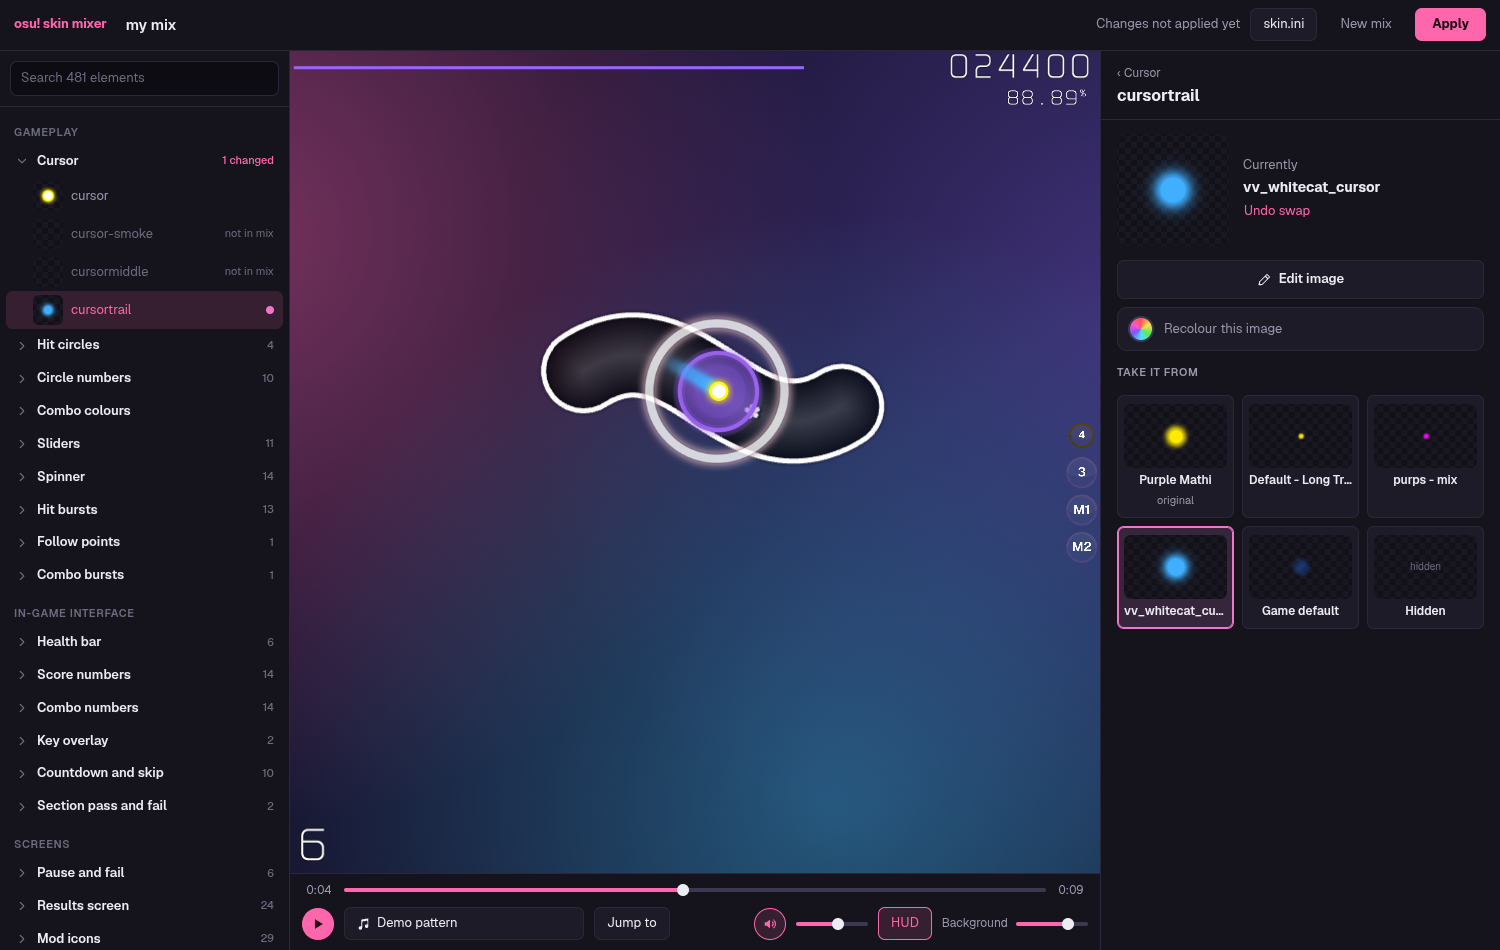 osu! skin mixer
my mix
Changes not applied yet
skin.ini
New mix
Apply
Search 481 elements
GAMEPLAY
Cursor
1 changed
cursor
cursor-smoke
not in mix
cursormiddle
not in mix
cursortrail
Hit circles
4
Circle numbers
10
Combo colours
Sliders
11
Spinner
14
Hit bursts
13
Follow points
1
Combo bursts
1
IN-GAME INTERFACE
Health bar
6
Score numbers
14
Combo numbers
14
Key overlay
2
Countdown and skip
10
Section pass and fail
2
SCREENS
Pause and fail
6
Results screen
24
Mod icons
29
024400
88.89%
4
3
M1
M2
6
0:04
0:09
Demo pattern
Jump to
HUD
Background
‹ Cursor
cursortrail
Currently
vv_whitecat_cursor
Undo swap
Edit image
Recolour this image
TAKE IT FROM
Purple Mathi
original
Default - Long Tr...
purps - mix
vv_whitecat_cu...
Game default
hidden
Hidden